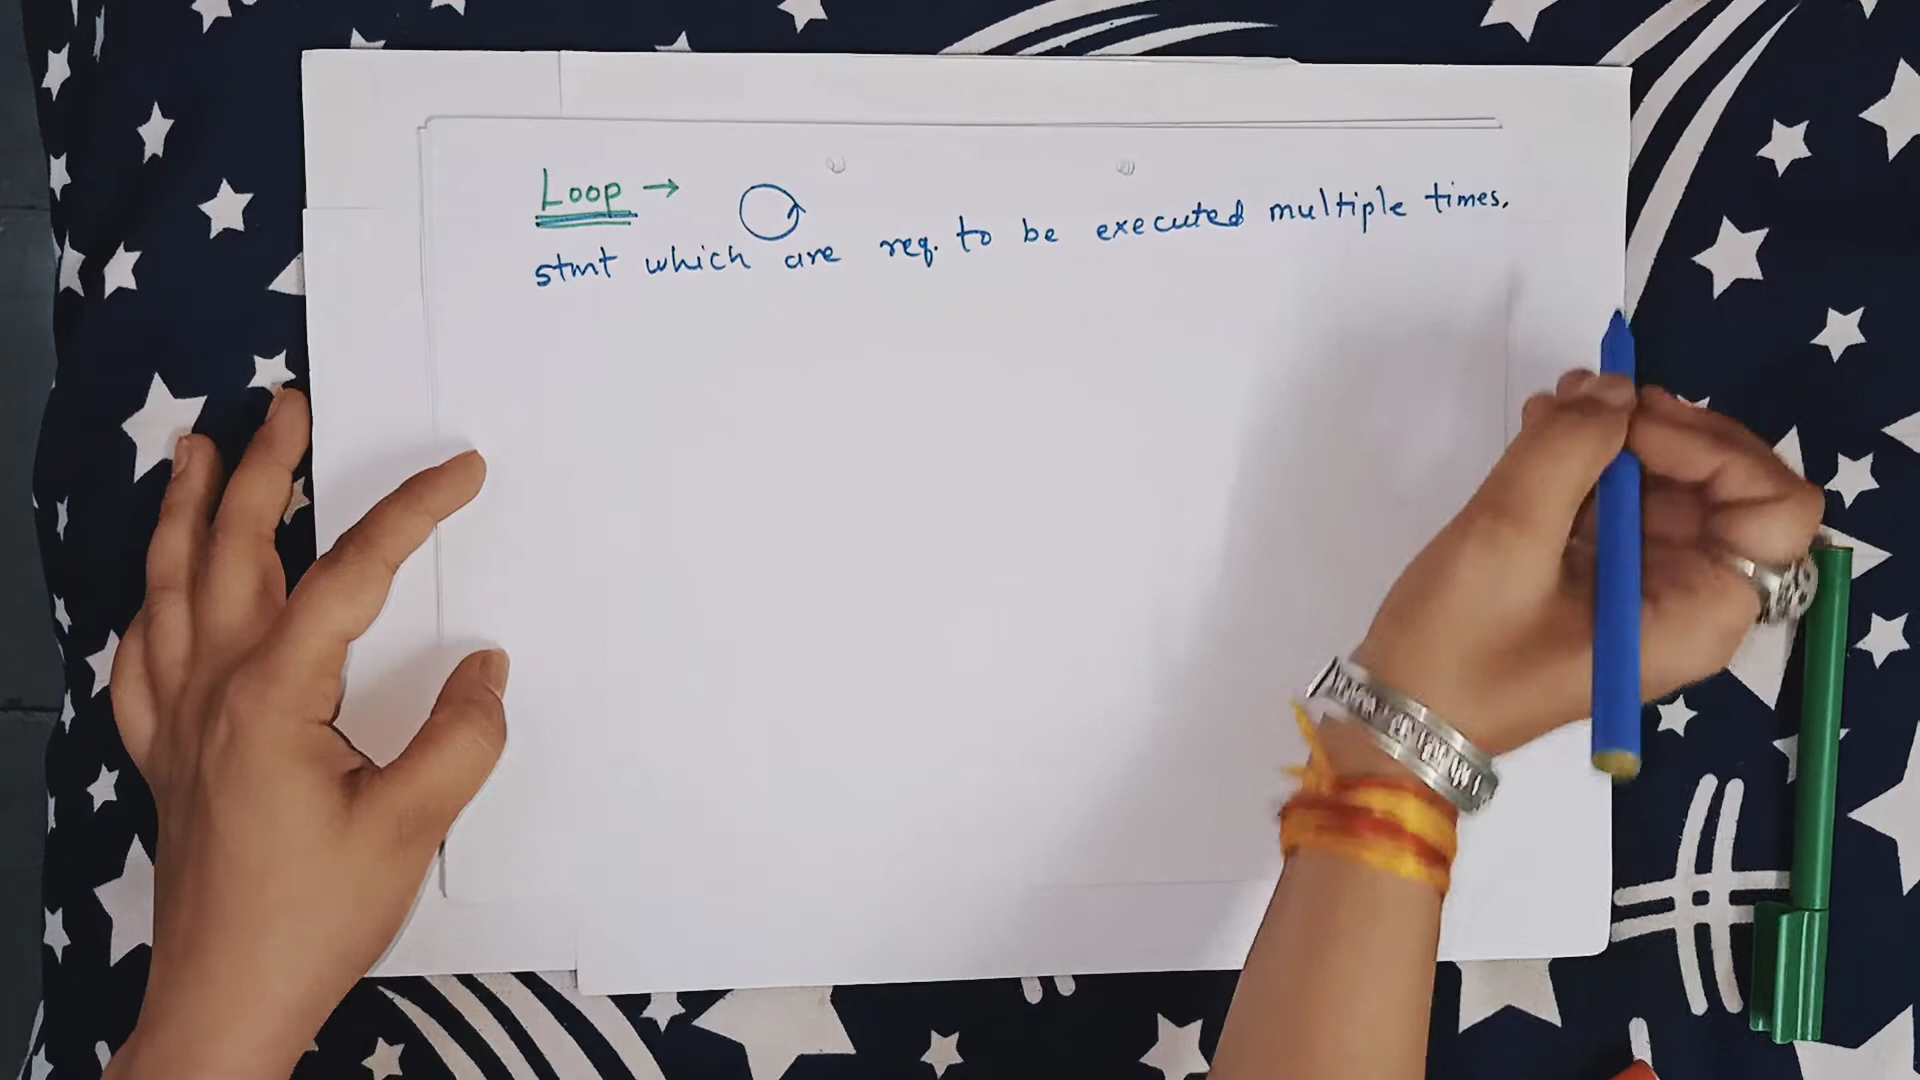 Loop →
stmt which are req. to be executed multiple times.